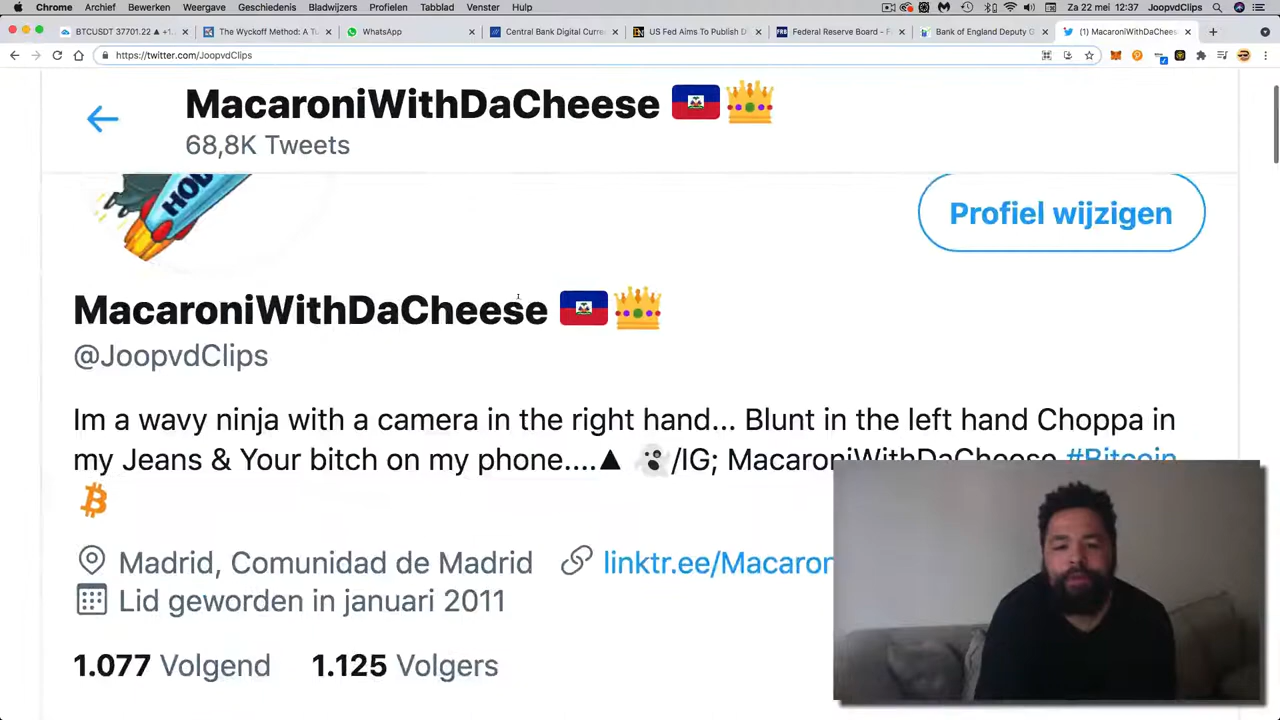 Chrome Archief Bewerken Weergave Geschiedenis Bladwijzers Profielen Tabblad Venster Help Za 22 mei 12:37 JoopvdClips
BTCUSDT 37701.22 ▲ +1. The Wyckoff Method: A Tu WhatsApp Central Bank Digital Curre US Fed Aims To Publish D Federal Reserve Board - F Bank of England Deputy G (1) MacaroniWithDaChees
https://twitter.com/JoopvdClips
MacaroniWithDaCheese 🇭🇹👑
68,8K Tweets
HOD
Profiel wijzigen
MacaroniWithDaCheese 🇭🇹👑
@JoopvdClips
Im a wavy ninja with a camera in the right hand... Blunt in the left hand Choppa in
my Jeans & Your bitch on my phone....▲ 👻/IG; MacaroniWithDaCheese #Bitcoin
₿
Madrid, Comunidad de Madrid linktr.ee/Macaron
Lid geworden in januari 2011
1.077 Volgend 1.125 Volgers